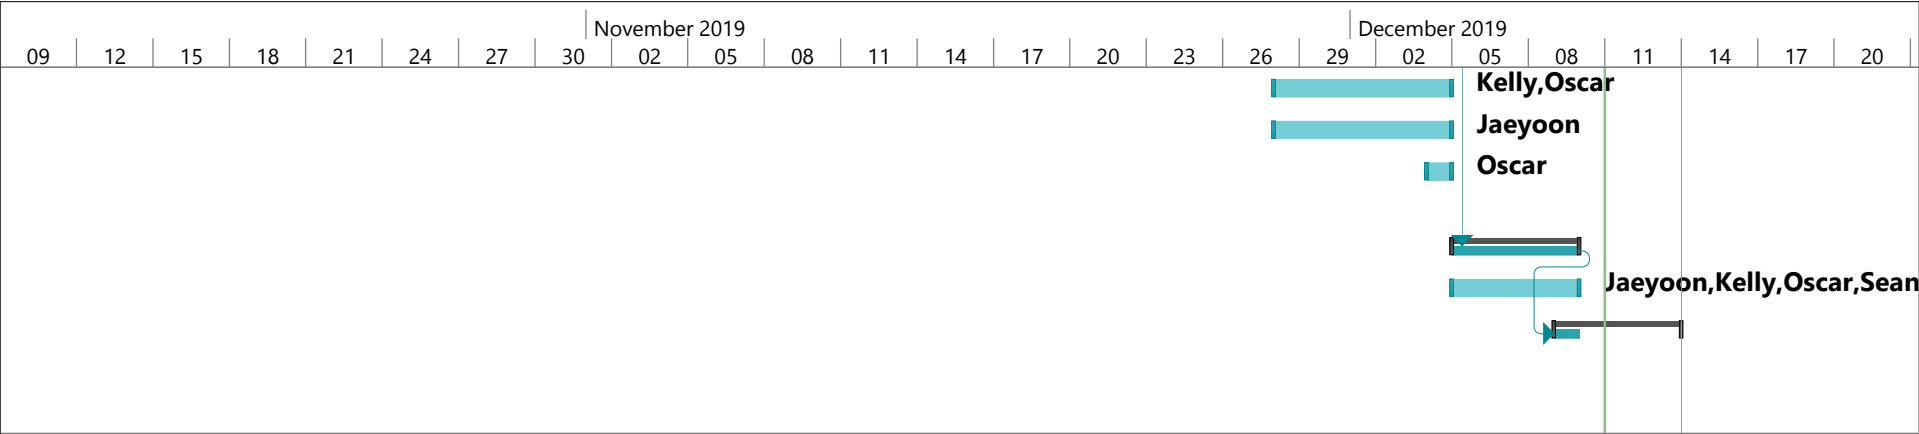 November 2019 December 2019
09 12 15 18 21 24 27 30 02 05 08 11 14 17 20 23 26 29 02 05 08 11 14 17 20
Kelly,Oscar
Jaeyoon
Oscar
Jaeyoon,Kelly,Oscar,Sean